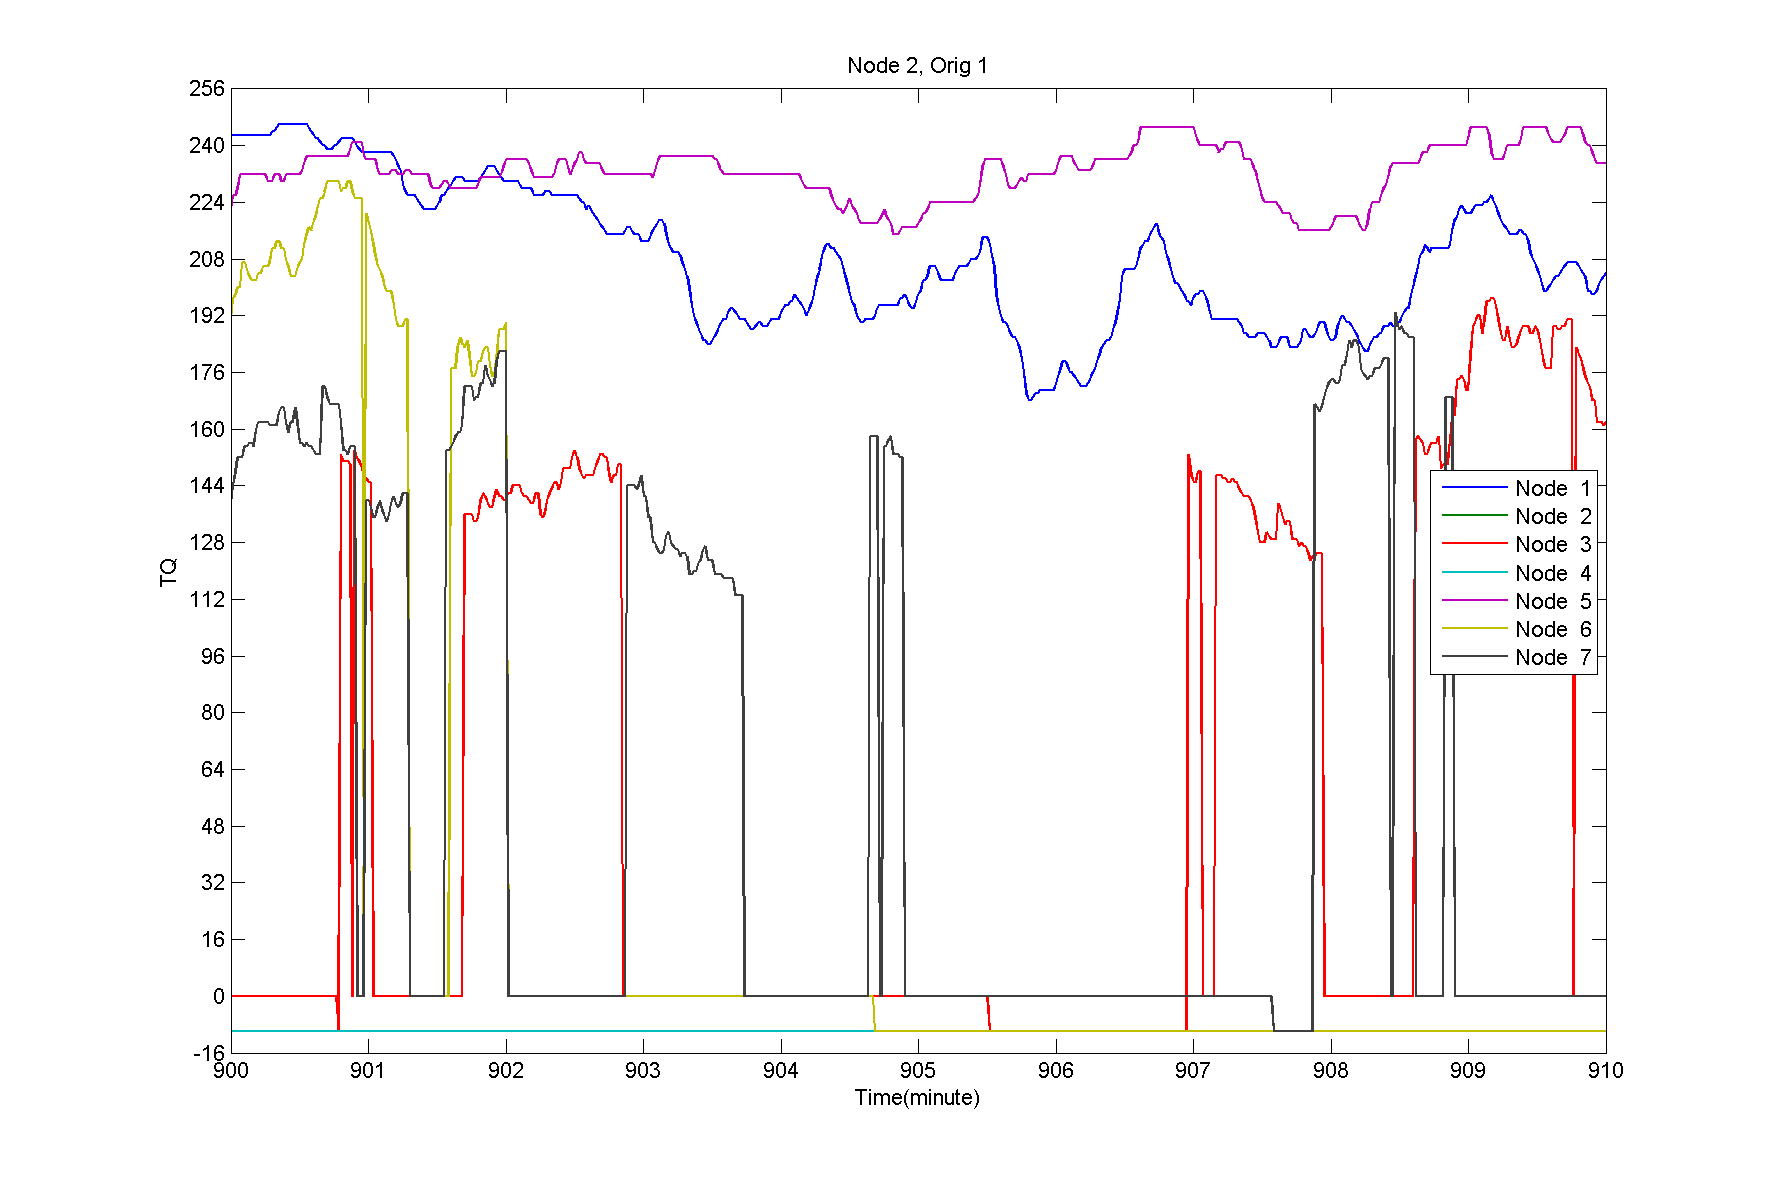 Node 2, Orig 1
256
240
224
208
192
176
160
144
128
112
96
80
64
48
32
16
0
-16
TQ
Node 1
Node 2
Node 3
Node 4
Node 5
Node 6
Node 7
900 901 902 903 904 905 906 907 908 909 910
Time(minute)